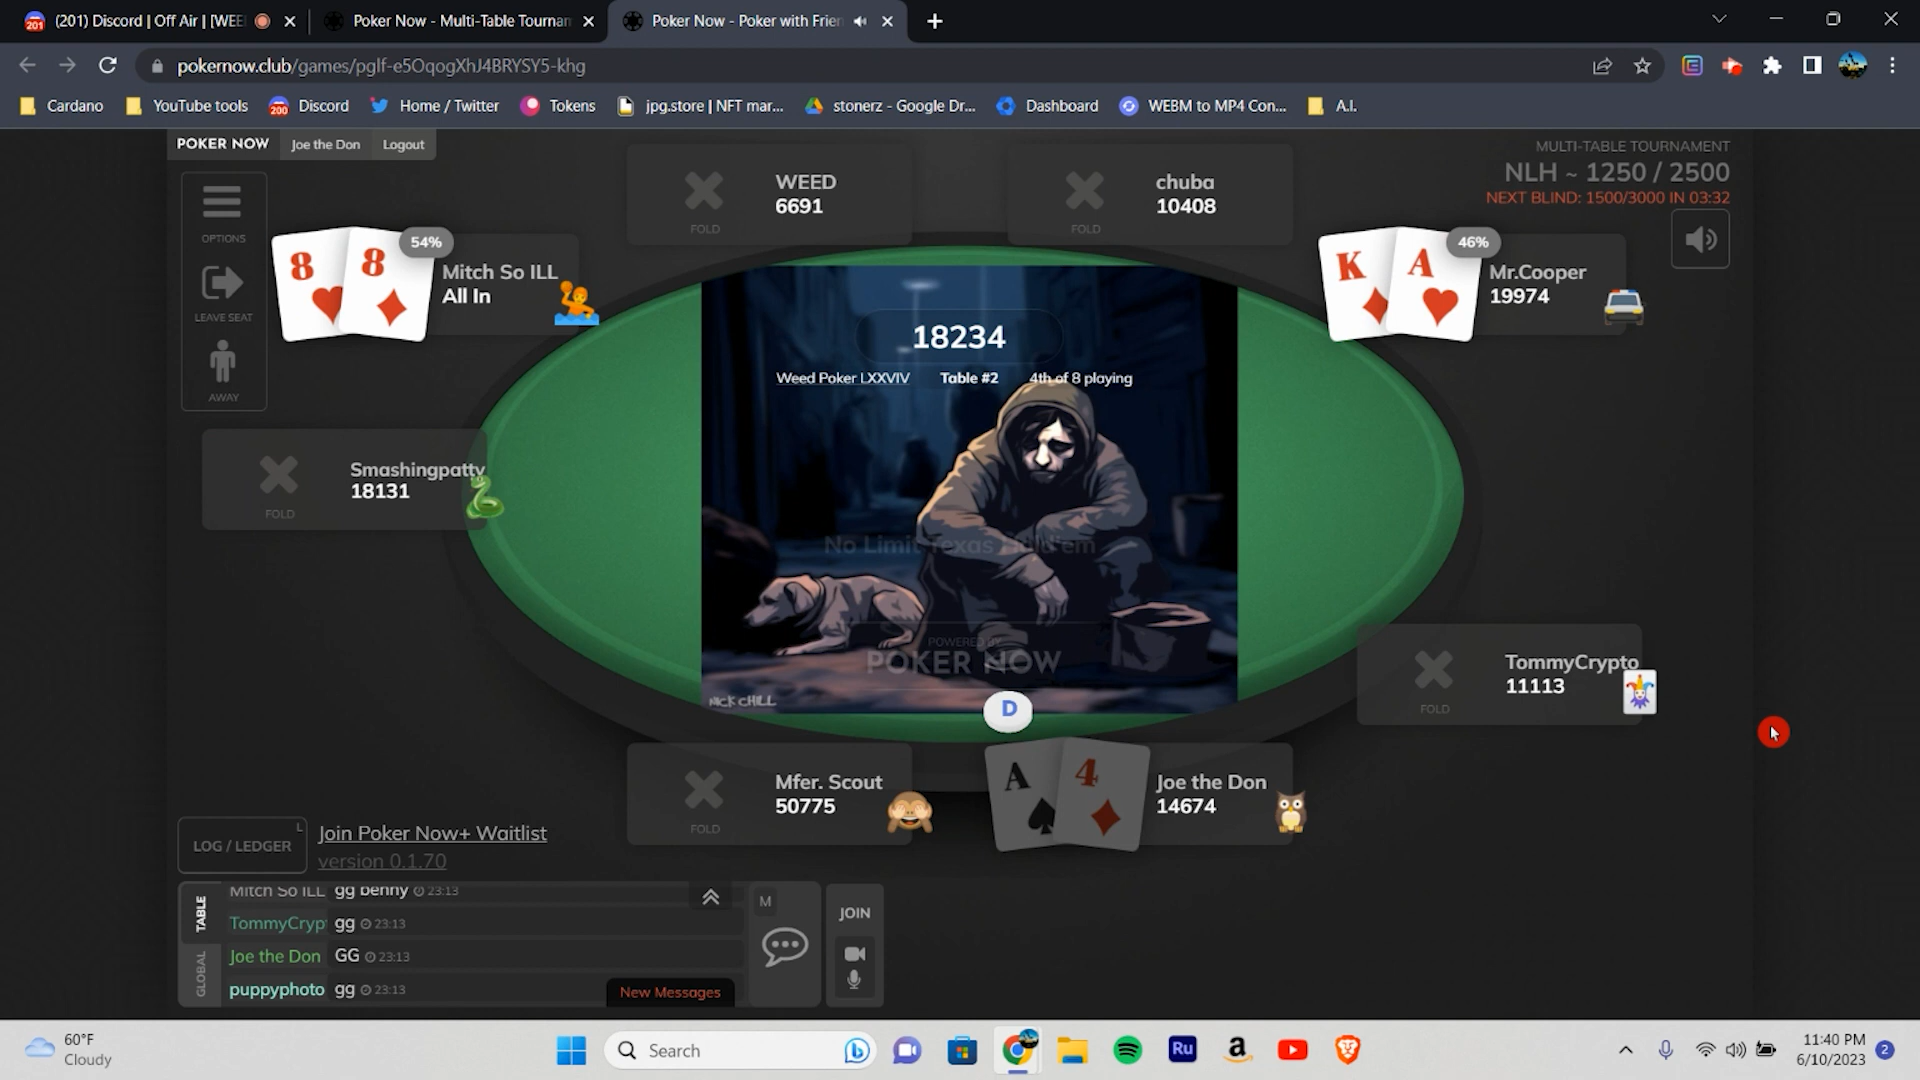 (201) Discord | Off Air | [WEE
Poker Now - Multi-Table Tournam
Poker Now - Poker with Frien
pokernow.club/games/pglf-e5OqogXhJ4BRYSY5-khg
Cardano
YouTube tools
200
Discord
Home / Twitter
Tokens
jpg.store | NFT mar...
stonerz - Google Dr...
Dashboard
WEBM to MP4 Con...
A.I.
POKER NOW
Joe the Don
Logout
MULTI-TABLE TOURNAMENT
NLH ~ 1250 / 2500
NEXT BLIND: 1500/3000 IN 03:32
OPTIONS
LEAVE SEAT
AWAY
WEED
6691
FOLD
chuba
10408
FOLD
8 8
54%
Mitch So ILL
All In
K A
46%
Mr.Cooper
19974
18234
Weed Poker LXXVIV
Table #2
4th of 8 playing
Smashingpatty
18131
FOLD
No Limit Texas Hold'em
POWERED BY
POKER NOW
NICK CHILL
D
TommyCrypto
11113
FOLD
Mfer. Scout
50775
FOLD
A 4
Joe the Don
14674
LOG / LEDGER
L
Join Poker Now+ Waitlist
version 0.1.70
TABLE
GLOBAL
Mitch So ILL gg benny 23:13
TommyCryp gg 23:13
Joe the Don GG 23:13
puppyphoto gg 23:13
New Messages
M
JOIN
60°F
Cloudy
Search
Ru
a
11:40 PM
6/10/2023
2